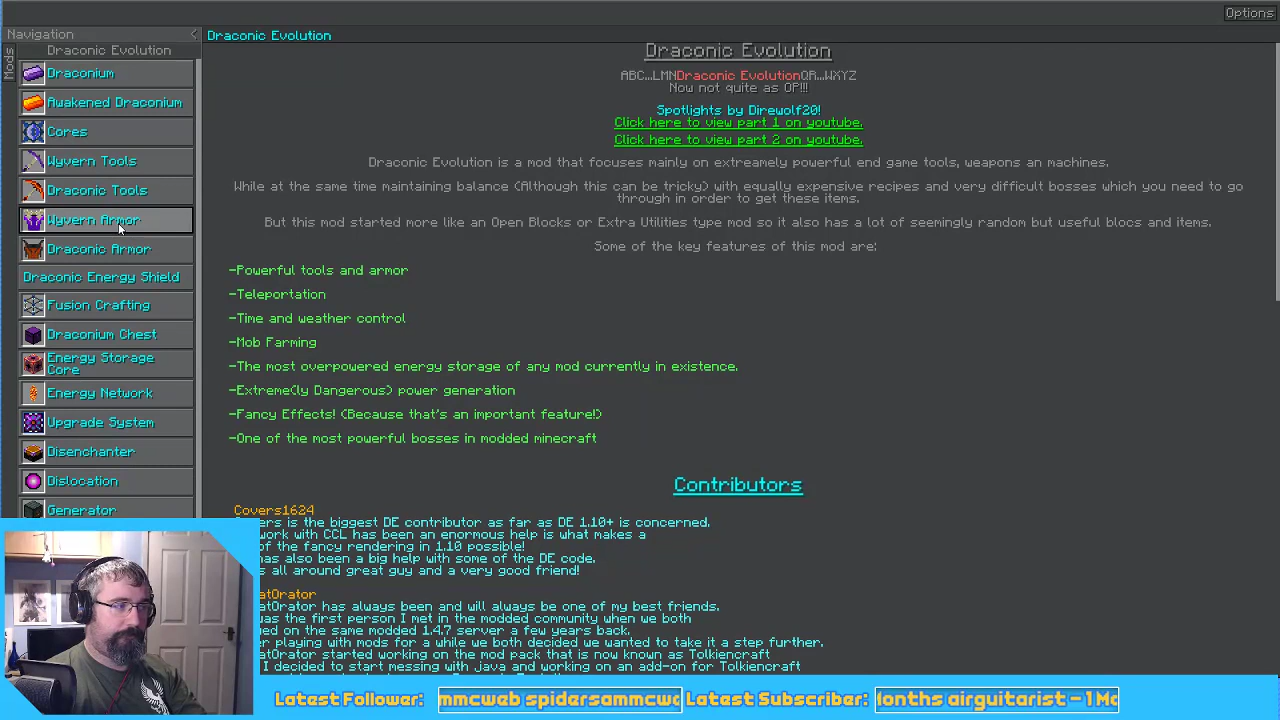 Options
Navigation
<
Mods
Draconic Evolution
Draconium
Awakened Draconium
Cores
Wyvern Tools
Draconic Tools
Wyvern Armor
Draconic Armor
Draconic Energy Shield
Fusion Crafting
Draconium Chest
Energy Storage
Core
Energy Network
Upgrade System
Disenchanter
Dislocation
Generator
Draconic Evolution
Draconic Evolution
ABC...LMNDraconic EvolutionQR...WXYZ
Now not quite as OP!!!
Spotlights by Direwolf20!
Click here to view part 1 on youtube.
Click here to view part 2 on youtube.
Draconic Evolution is a mod that focuses mainly on extreamely powerful end game tools, weapons an machines.
While at the same time maintaining balance (Although this can be tricky) with equally expensive recipes and very difficult bosses which you need to go
through in order to get these items.
But this mod started more like an Open Blocks or Extra Utilities type mod so it also has a lot of seemingly random but useful blocs and items.
Some of the key features of this mod are:
-Powerful tools and armor
-Teleportation
-Time and weather control
-Mob Farming
-The most overpowered energy storage of any mod currently in existence.
-Extreme(ly Dangerous) power generation
-Fancy Effects! (Because that's an important feature!)
-One of the most powerful bosses in modded minecraft
Contributors
Covers1624
is the biggest DE contributor as far as DE 1.10+ is concerned.
work with CCL has been an enormous help is what makes a
of the fancy rendering in 1.10 possible!
has also been a big help with some of the DE code.
s all around great guy and a very good friend!
atOrator
atOrator has always been and will always be one of my best friends.
was the first person I met in the modded community when we both
ed on the same modded 1.4.7 server a few years back.
r playing with mods for a while we both decided we wanted to take it a step further.
atOrator started working on the mod pack that is now known as Tolkiencraft
I decided to start messing with Java and working on an add-on for Tolkiencraft
Latest Follower: mmcweb spidersammcw Latest Subscriber: Months airguitarist - 1 Mo